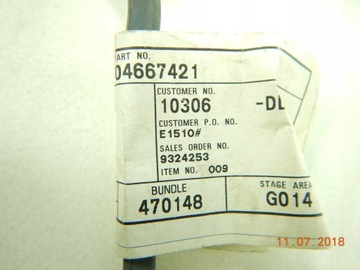 PART NO.
04667421
CUSTOMER NO.
10306 -DL
CUSTOMER P.O. NO.
E1510#
SALES ORDER NO.
9324253
ITEM NO. 009
BUNDLE
470148
STAGE AREA
G014
11.07.2018